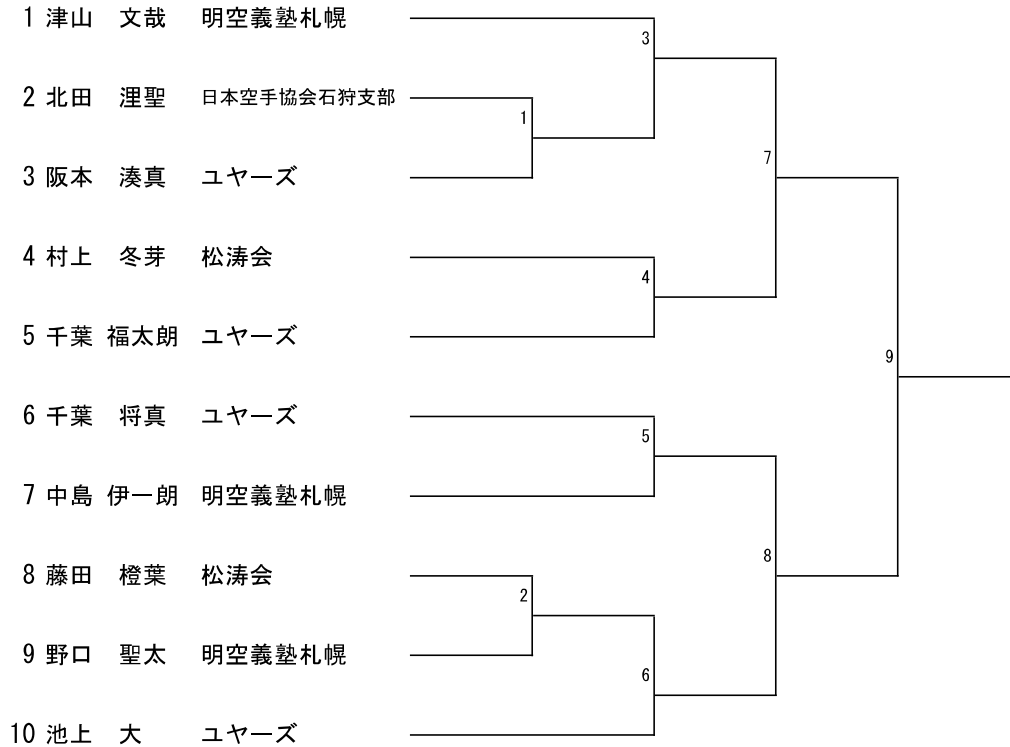 1 津山 文哉 明空義塾札幌
3
2 北田 浬聖 日本空手協会石狩支部
1
7
3 阪本 湊真 ユヤーズ
4 村上 冬芽 松涛会
4
5 千葉 福太朗 ユヤーズ
9
6 千葉 将真 ユヤーズ
5
7 中島 伊一朗 明空義塾札幌
8
8 藤田 橙葉 松涛会
2
9 野口 聖太 明空義塾札幌
6
10 池上 大 ユヤーズ